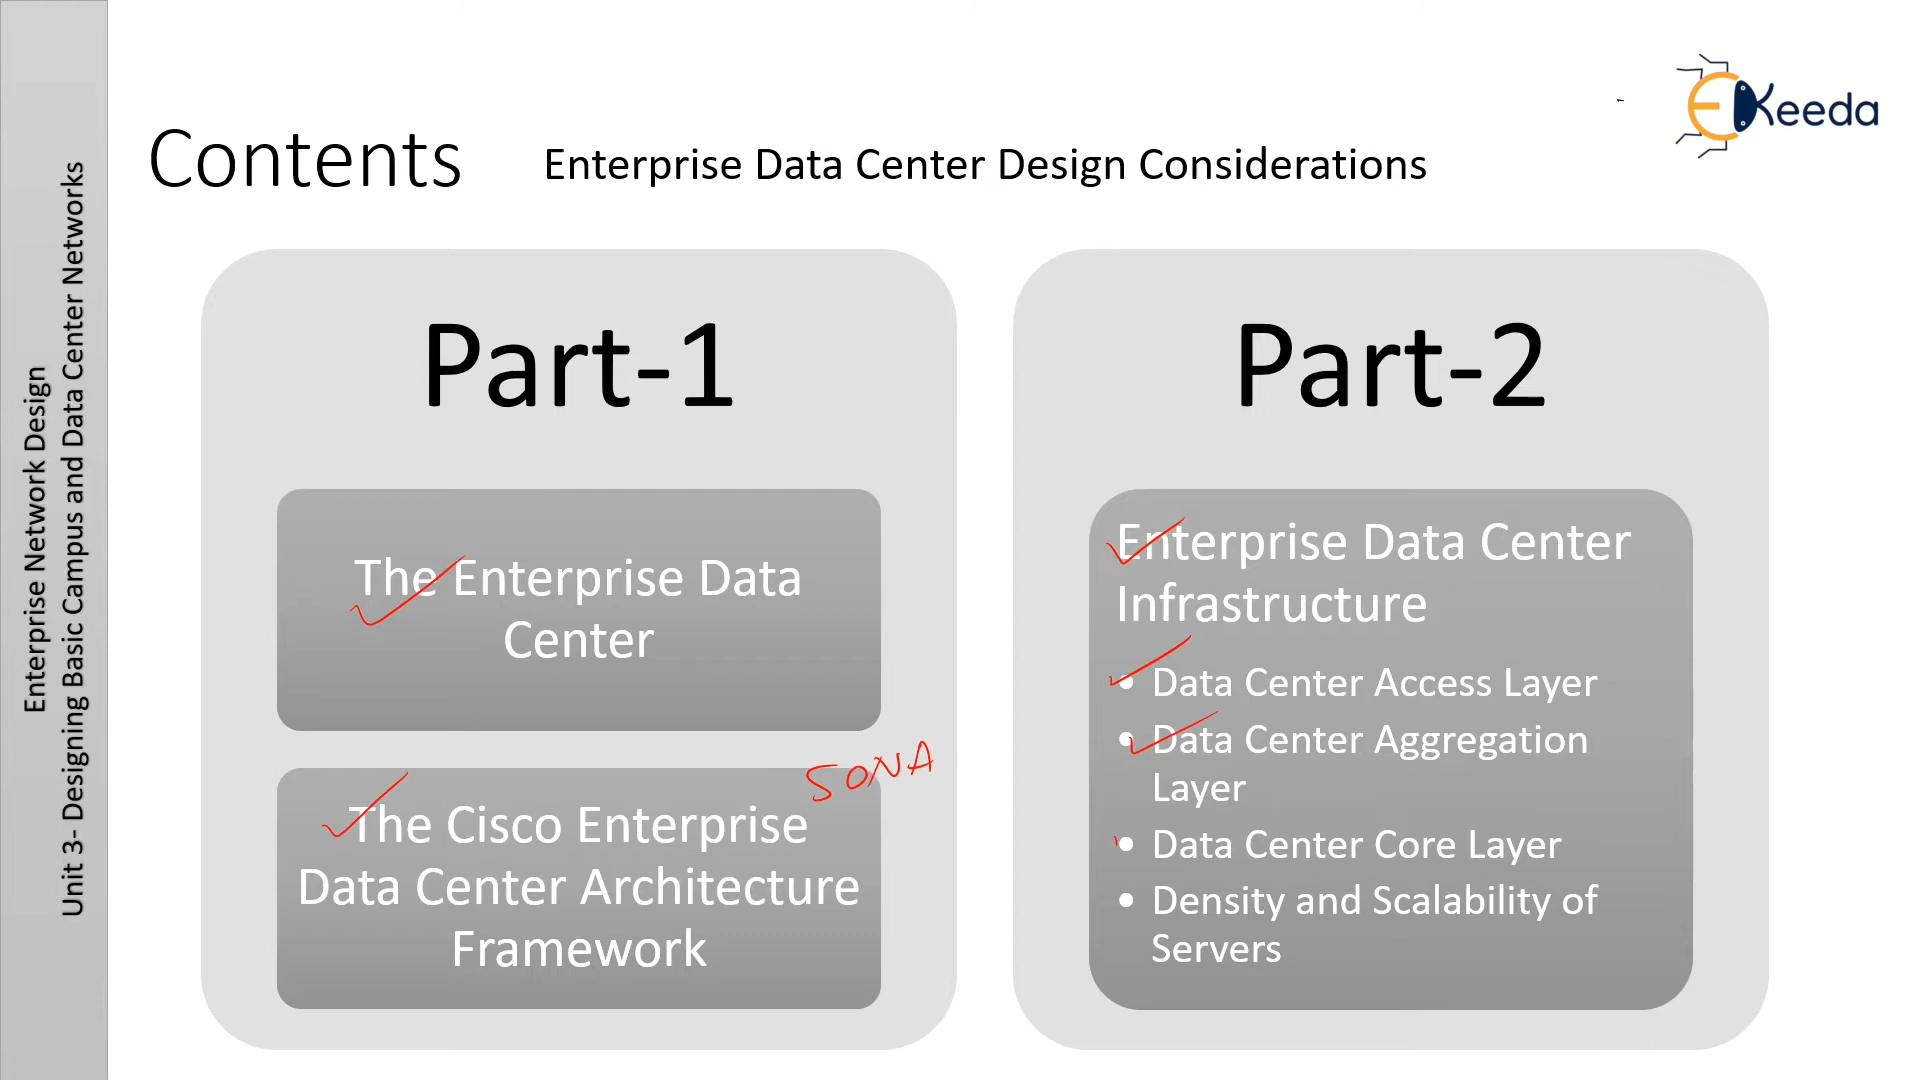 Enterprise Network Design
Unit 3- Designing Basic Campus and Data Center Networks
EKeeda
Contents
Enterprise Data Center Design Considerations
Part-1
The Enterprise Data
Center
SONA
The Cisco Enterprise
Data Center Architecture
Framework
Part-2
Enterprise Data Center
Infrastructure
• Data Center Access Layer
• Data Center Aggregation
Layer
• Data Center Core Layer
• Density and Scalability of
Servers